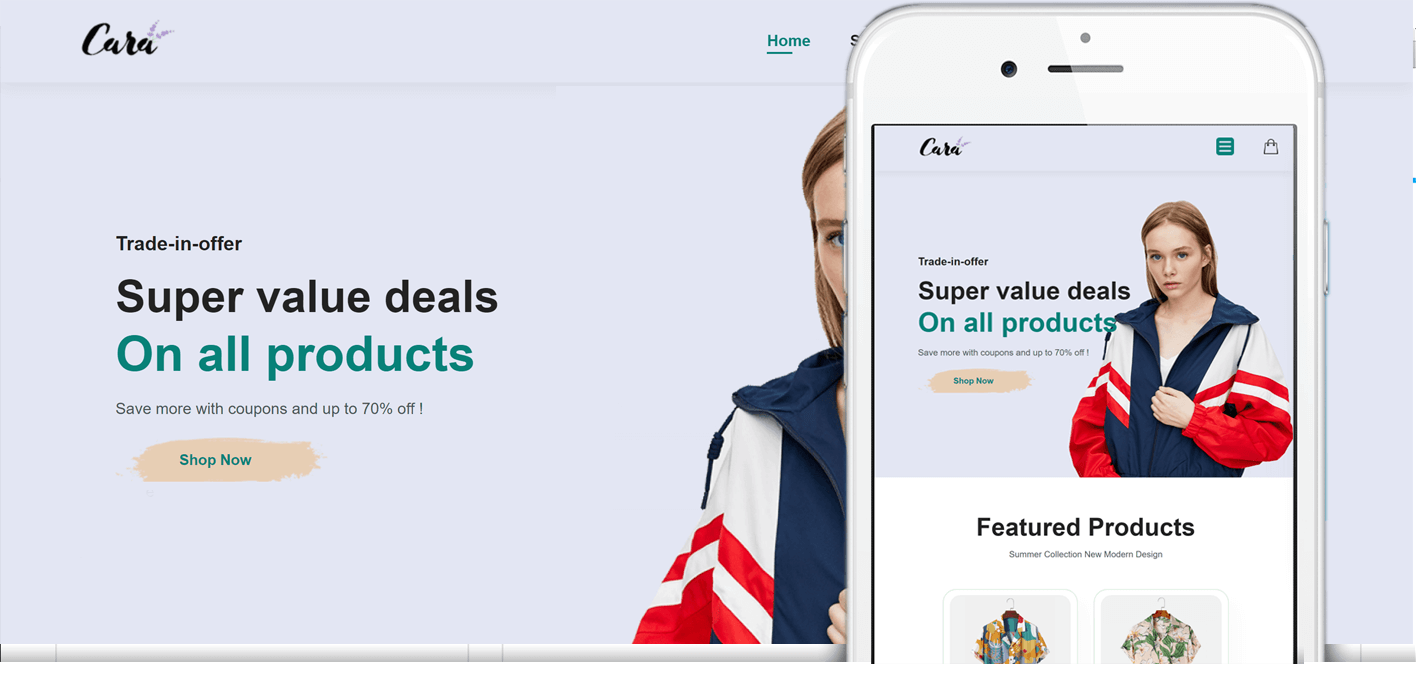 Cara
Home
S
Trade-in-offer
Super value deals
On all products
Save more with coupons and up to 70% off !
Shop Now
Cara
Trade-in-offer
Super value deals
On all products
Save more with coupons and up to 70% off !
Shop Now
Featured Products
Summer Collection New Modern Design